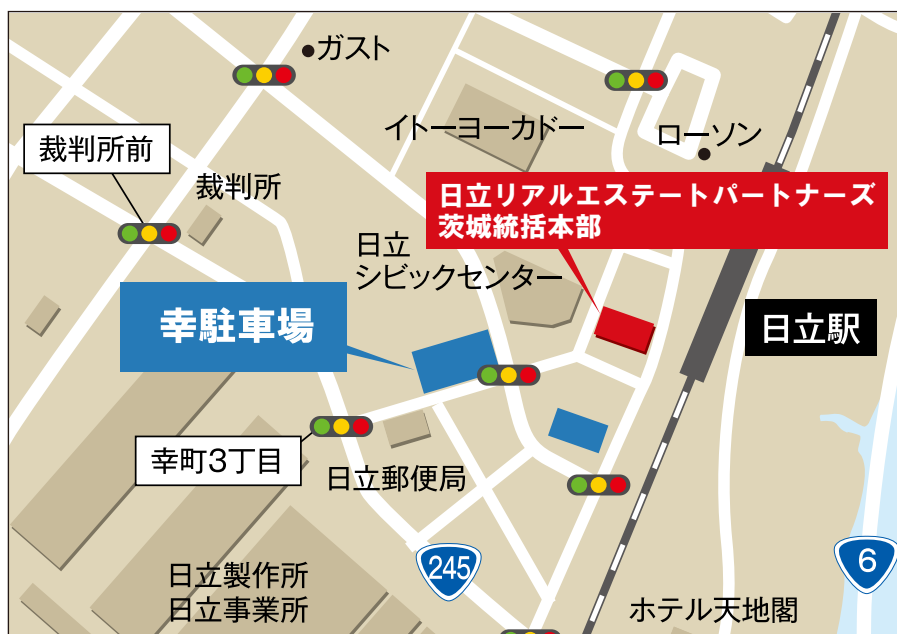 ガスト
イトーヨーカドー
ローソン
裁判所前
裁判所
日立リアルエステートパートナーズ
茨城統括本部
日立
シビックセンター
幸駐車場
日立駅
幸町3丁目
日立郵便局
245
6
日立製作所
日立事業所
ホテル天地閣